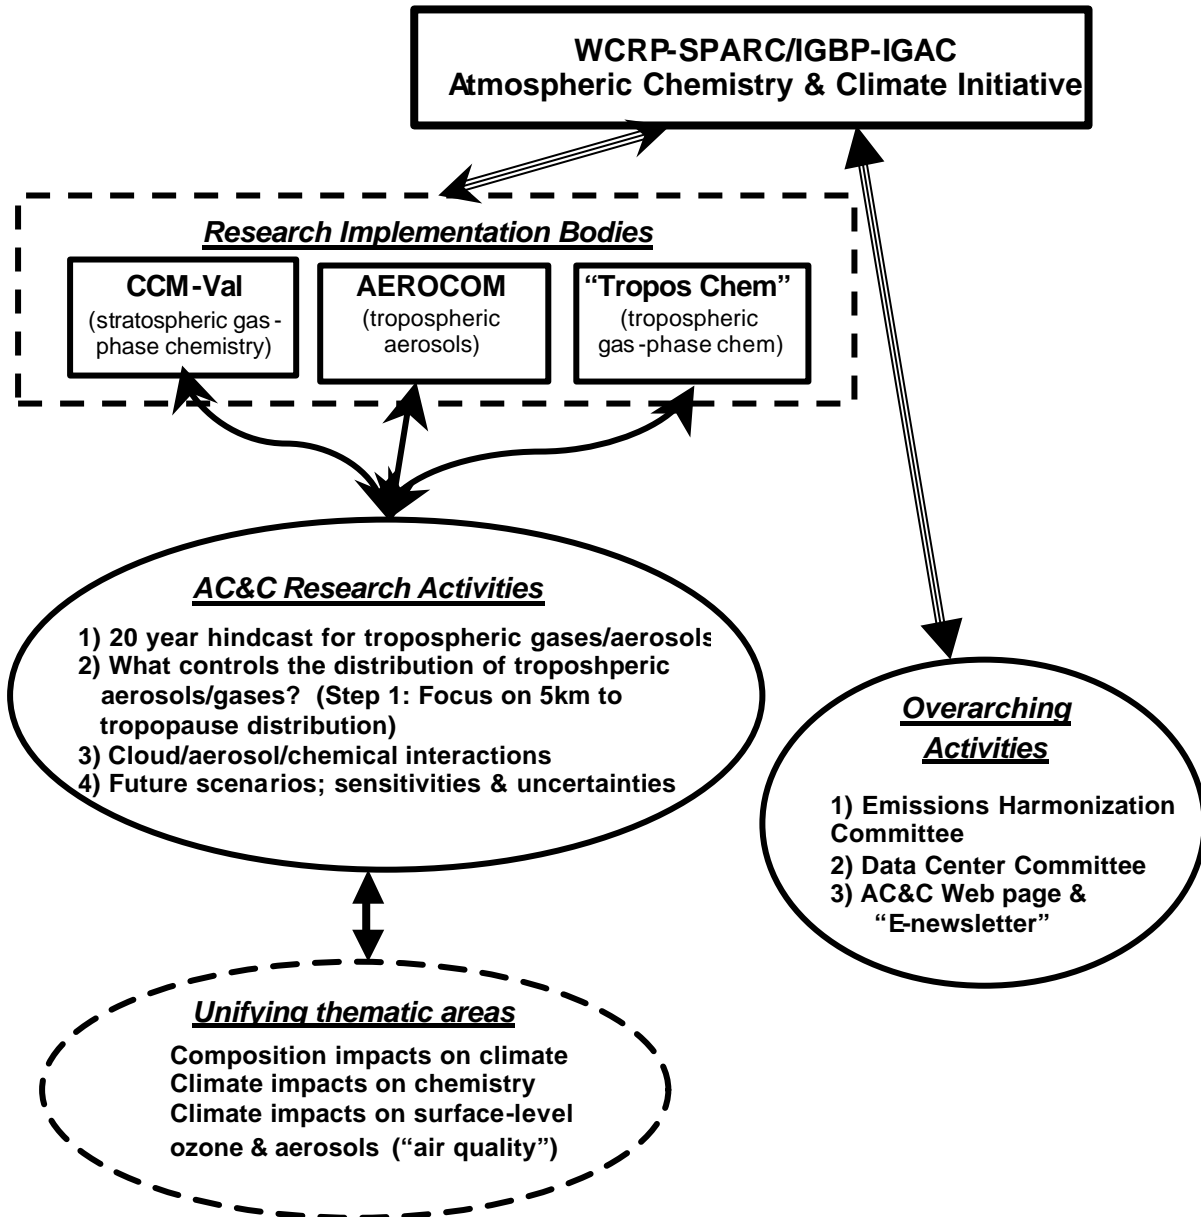 WCRP-SPARC/IGBP-IGAC
Atmospheric Chemistry & Climate Initiative
Research Implementation Bodies
CCM-Val
(stratospheric gas-
phase chemistry)
AEROCOM
(tropospheric
aerosols)
“Tropos Chem”
(tropospheric
gas-phase chem)
AC&C Research Activities
1) 20 year hindcast for tropospheric gases/aerosols
2) What controls the distribution of troposhperic
aerosols/gases? (Step 1: Focus on 5km to
tropopause distribution)
3) Cloud/aerosol/chemical interactions
4) Future scenarios; sensitivities & uncertainties
Overarching
Activities
1) Emissions Harmonization
Committee
2) Data Center Committee
3) AC&C Web page &
“E-newsletter”
Unifying thematic areas
Composition impacts on climate
Climate impacts on chemistry
Climate impacts on surface-level
ozone & aerosols (“air quality”)